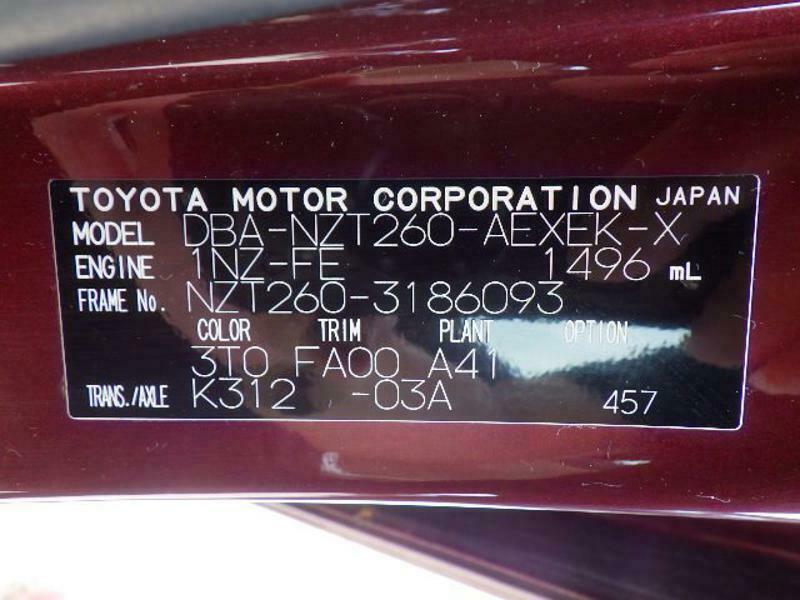 TOYOTA MOTOR CORPORATION JAPAN
MODEL DBA-NZT260-AEXEK-X
ENGINE 1NZ-FE 1496 mL
FRAME No. NZT260-3186093
COLOR TRIM PLANT OPTION
3T0 FA00 A41
TRANS./AXLE K312 -03A 457